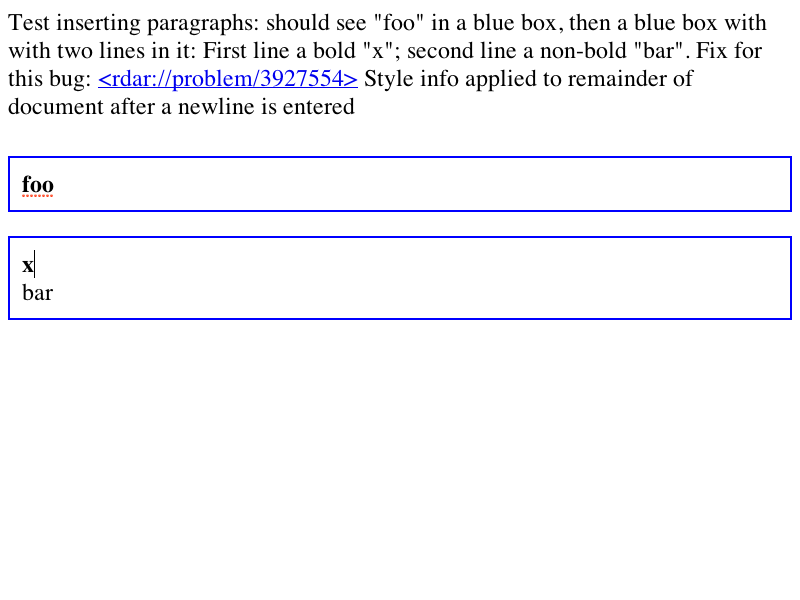 Test inserting paragraphs: should see "foo" in a blue box, then a blue box with
with two lines in it: First line a bold "x"; second line a non-bold "bar". Fix for
this bug: <rdar://problem/3927554> Style info applied to remainder of
document after a newline is entered
foo
x
bar